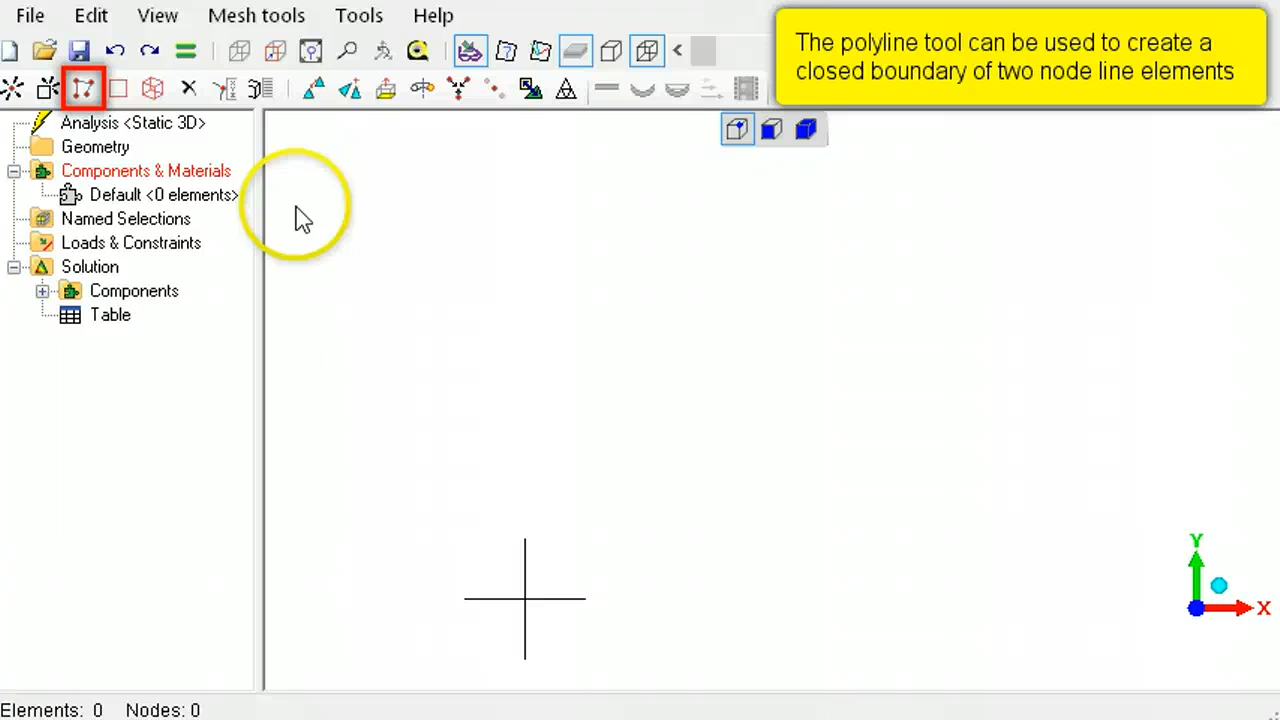 File Edit View Mesh tools Tools Help
The polyline tool can be used to create a
closed boundary of two node line elements
Analysis <Static 3D>
Geometry
Components & Materials
Default <0 elements>
Named Selections
Loads & Constraints
Solution
Components
Table
Y
X
Elements: 0 Nodes: 0